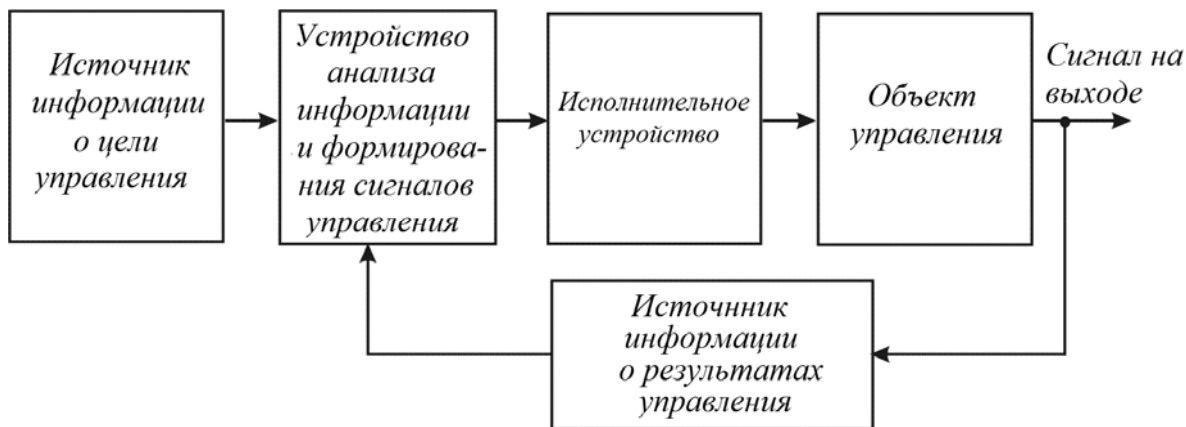 Источник
информации
о цели
управления
Устройство
анализа
информации
и формирова-
ния сигналов
управления
Исполнительное
устройство
Объект
управления
Сигнал на
выходе
Источнник
информации
о результатах
управления